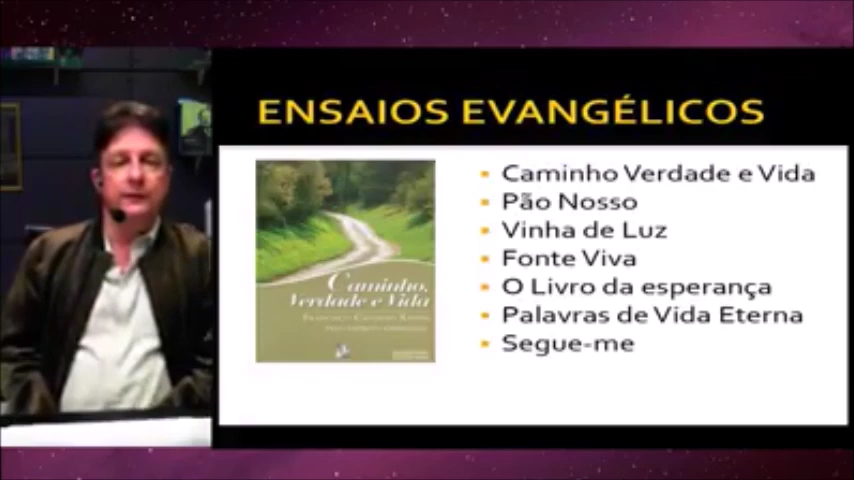 ENSAIOS EVANGÉLICOS
Caminho Verdade e Vida
Pão Nosso
Vinha de Luz
Fonte Viva
O Livro da esperança
Palavras de Vida Eterna
Segue-me
Caminho,
Verdade e Vida